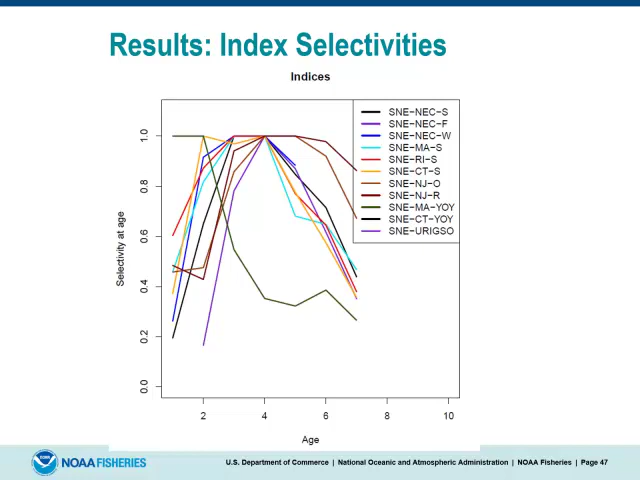 Results: Index Selectivities
Indices
SNE-NEC-S
SNE-NEC-F
SNE-NEC-W
SNE-MA-S
SNE-RI-S
SNE-CT-S
SNE-NJ-O
SNE-NJ-R
SNE-MA-YOY
SNE-CT-YOY
SNE-URIGSO
Selectivity at age
1.0
0.8
0.6
0.4
0.2
0.0
2 4 6 8 10
Age
NOAA FISHERIES
U.S. Department of Commerce | National Oceanic and Atmospheric Administration | NOAA Fisheries | Page 47